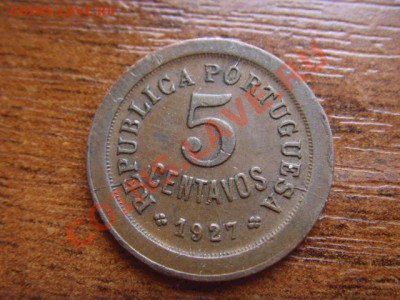 REPUBLICA PORTUGUESA
5
CENTAVOS
1927